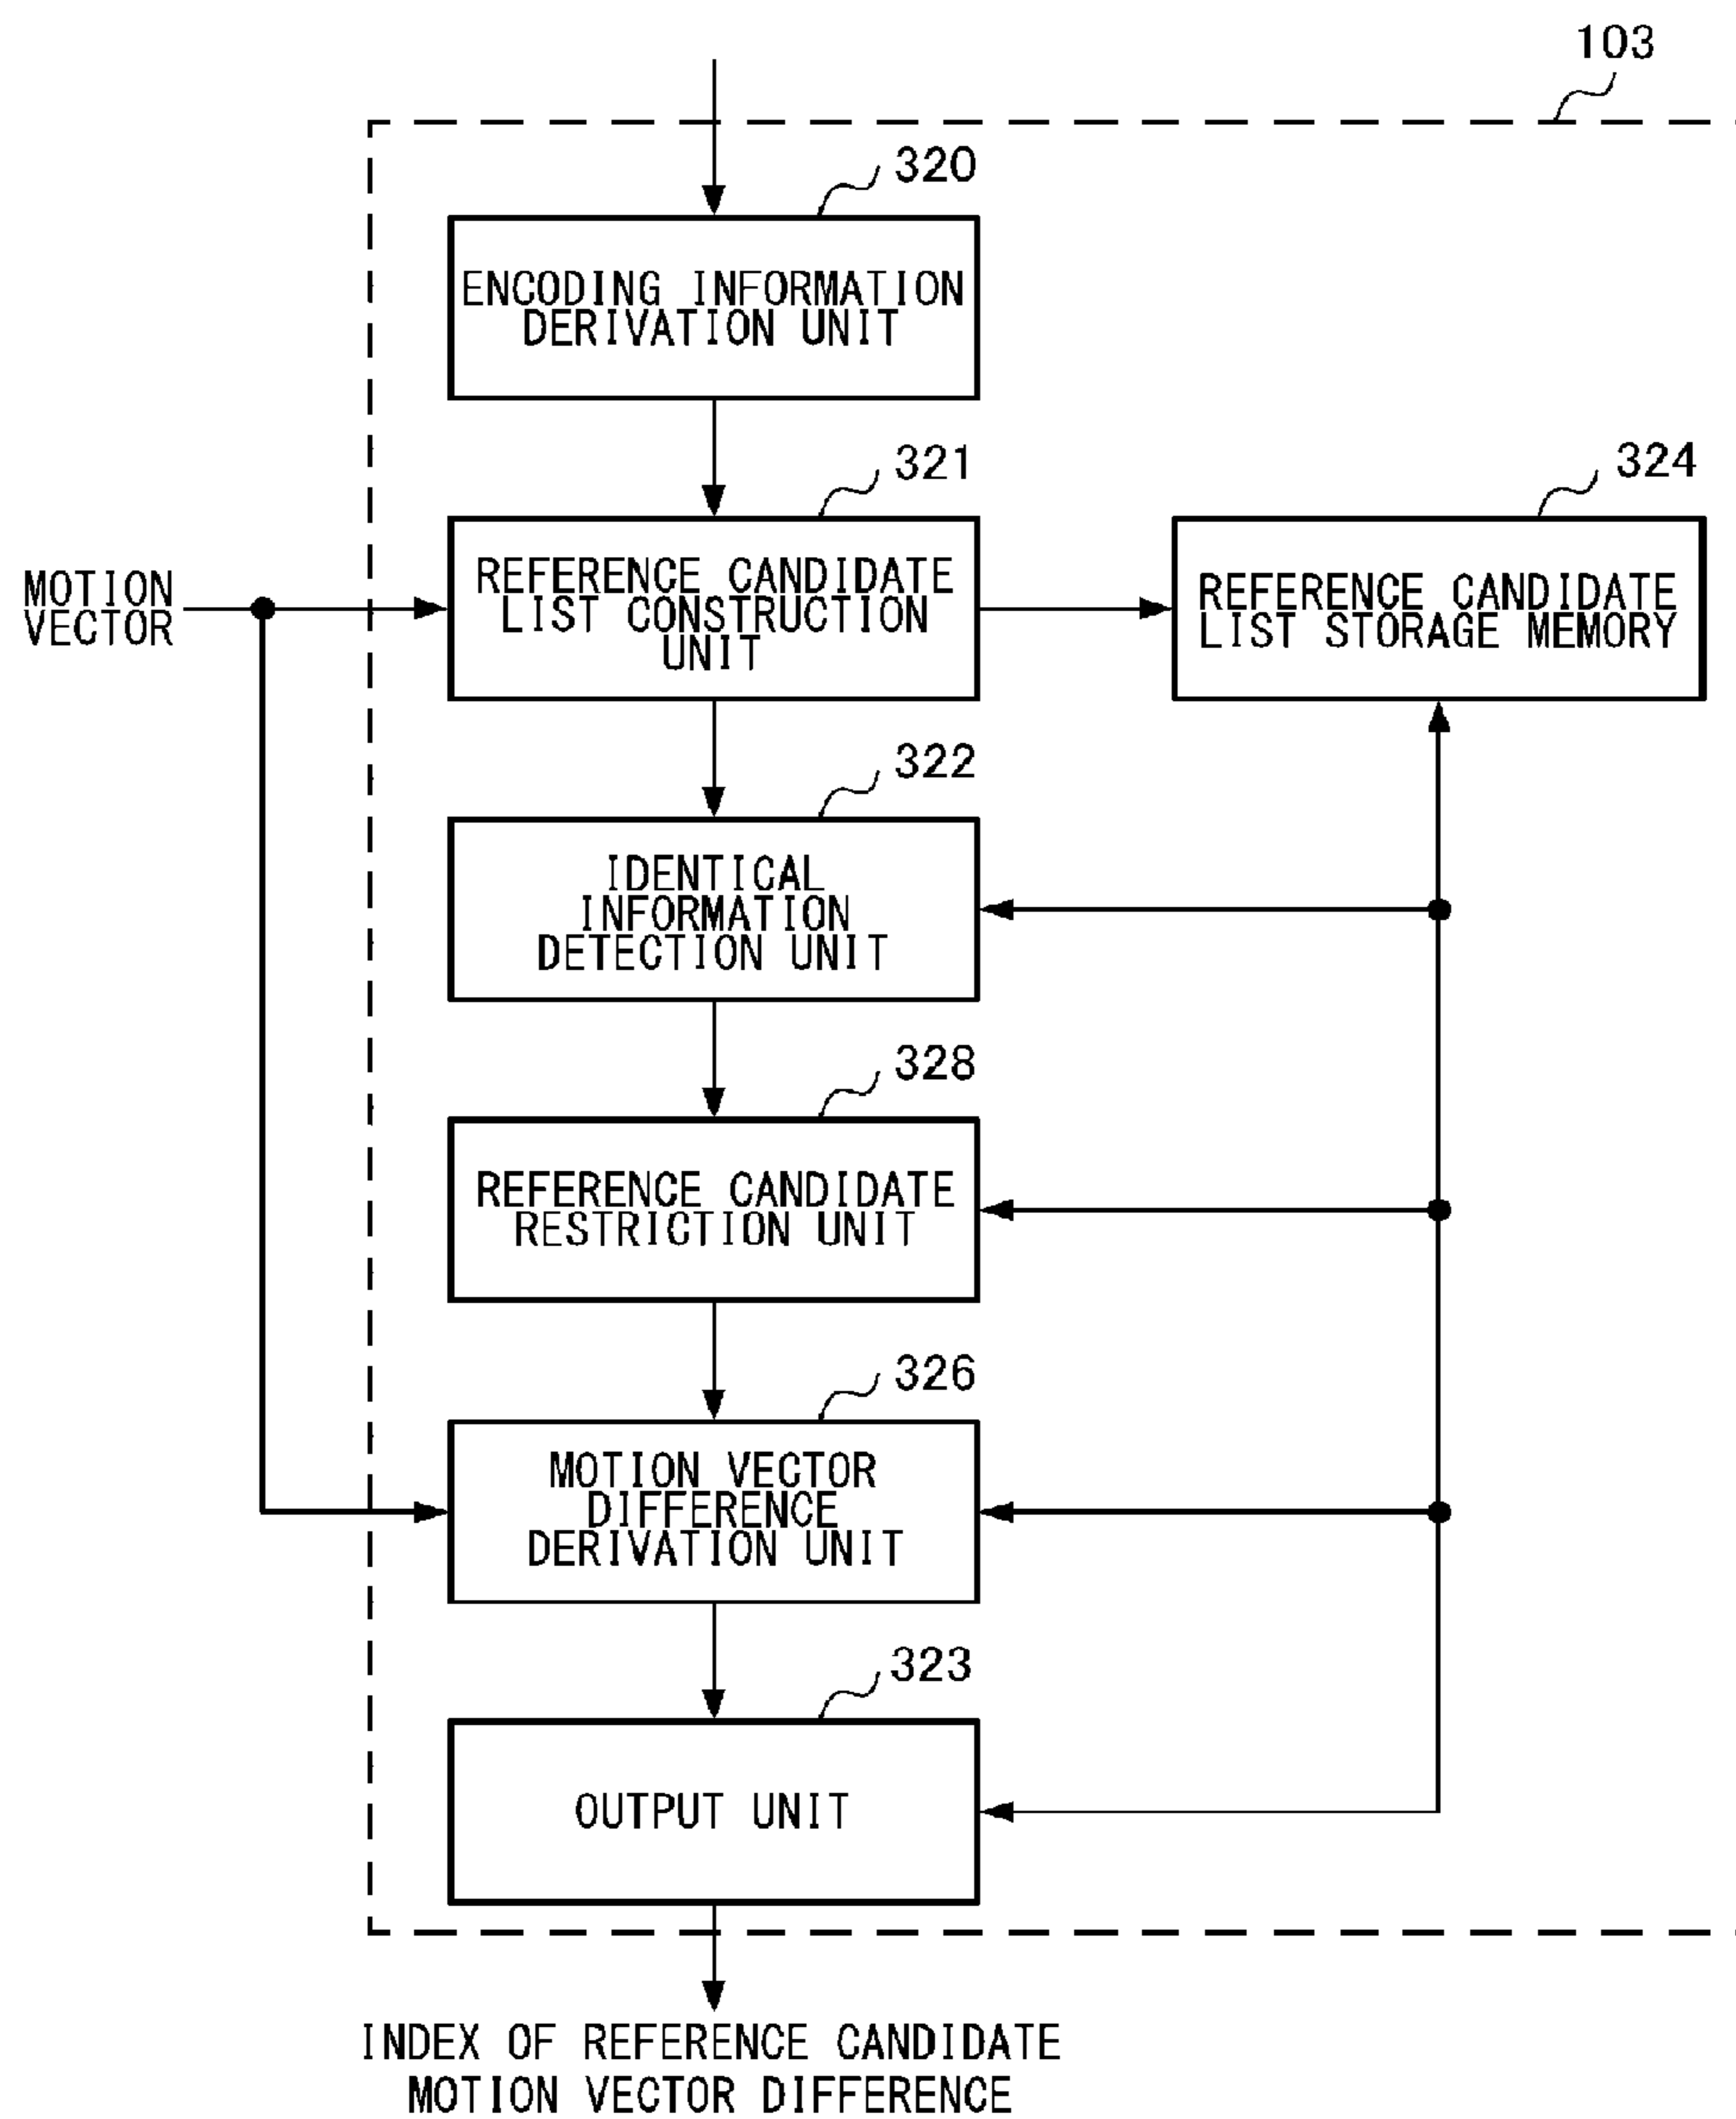 103
320
ENCODING INFORMATION
DERIVATION UNIT
321
324
MOTION
VECTOR
REFERENCE CANDIDATE
LIST CONSTRUCTION
UNIT
REFERENCE CANDIDATE
LIST STORAGE MEMORY
322
IDENTICAL
INFORMATION
DETECTION UNIT
328
REFERENCE CANDIDATE
RESTRICTION UNIT
326
MOTION VECTOR
DIFFERENCE
DERIVATION UNIT
323
OUTPUT UNIT
INDEX OF REFERENCE CANDIDATE
MOTION VECTOR DIFFERENCE